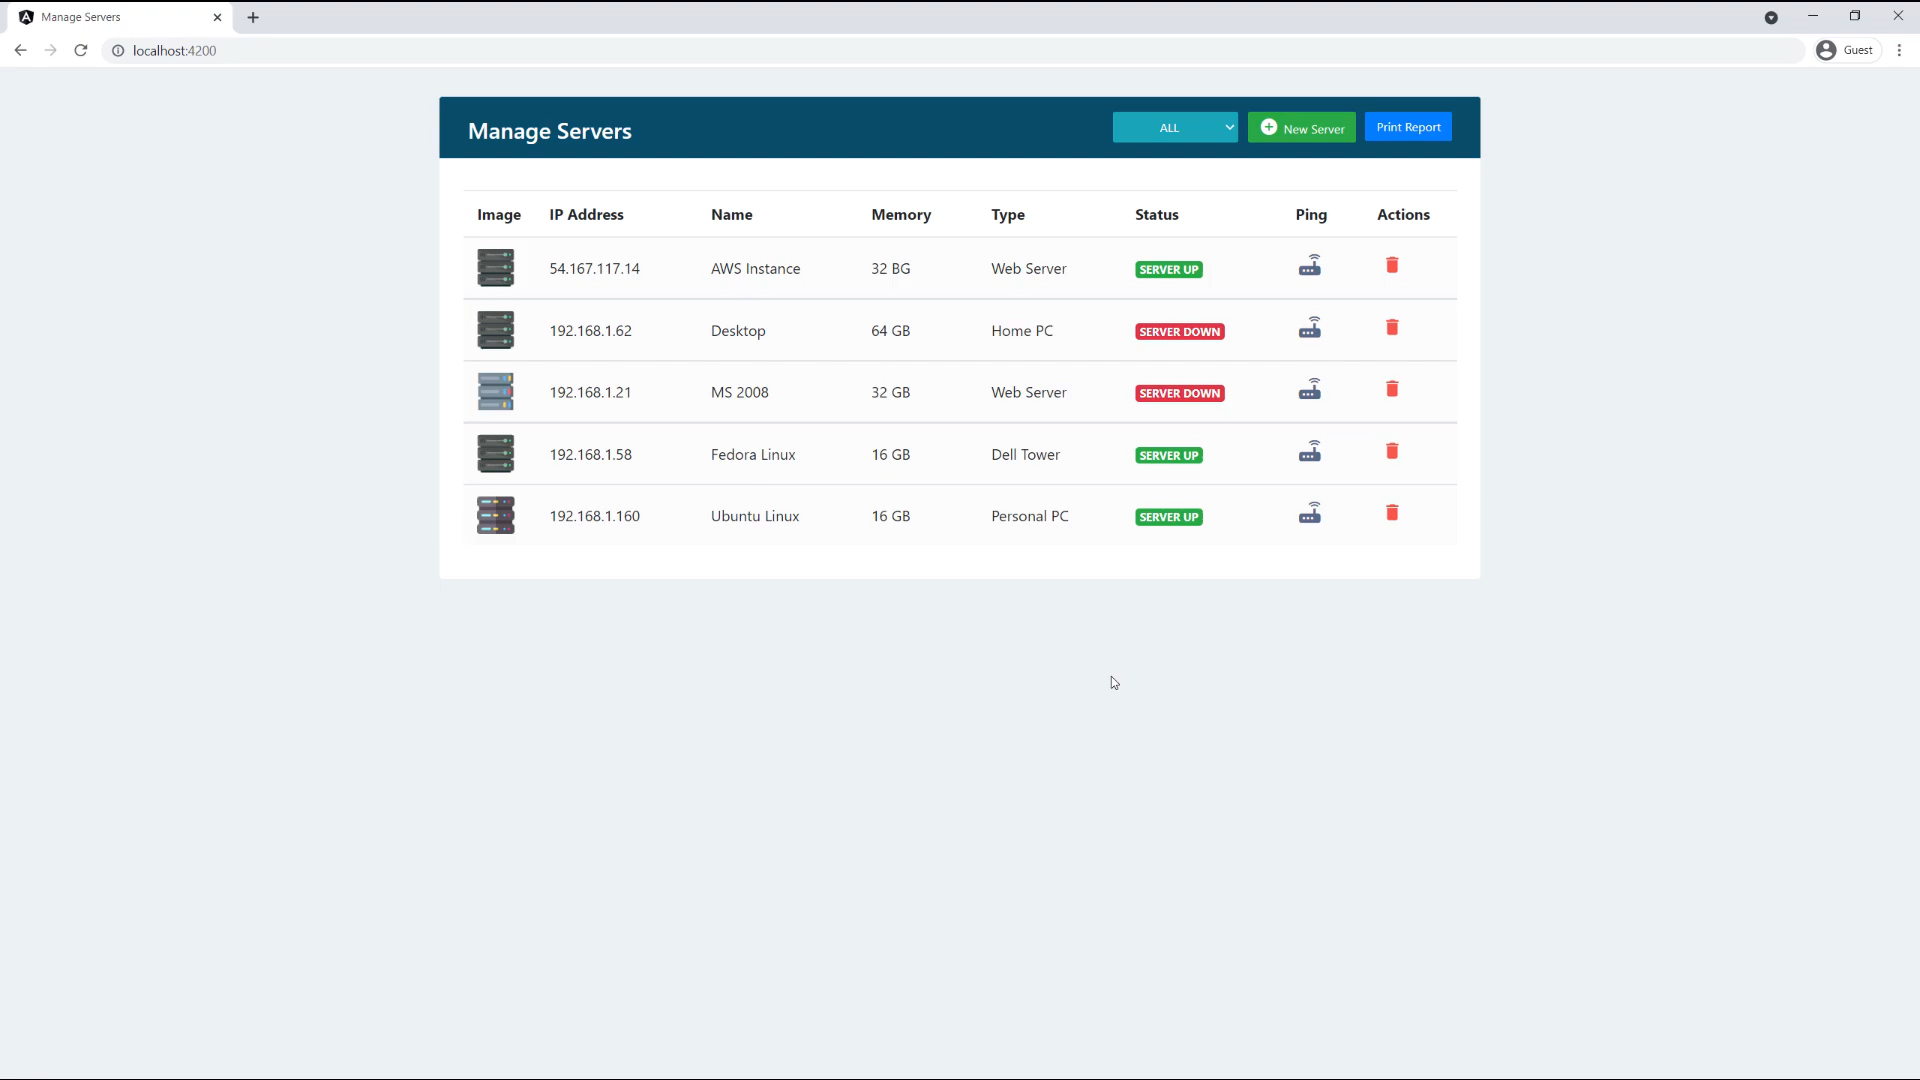 Manage Servers
localhost:4200
Guest
Manage Servers
ALL
New Server
Print Report
Image IP Address Name Memory Type Status Ping Actions
54.167.117.14 AWS Instance 32 BG Web Server SERVER UP
192.168.1.62 Desktop 64 GB Home PC SERVER DOWN
192.168.1.21 MS 2008 32 GB Web Server SERVER DOWN
192.168.1.58 Fedora Linux 16 GB Dell Tower SERVER UP
192.168.1.160 Ubuntu Linux 16 GB Personal PC SERVER UP